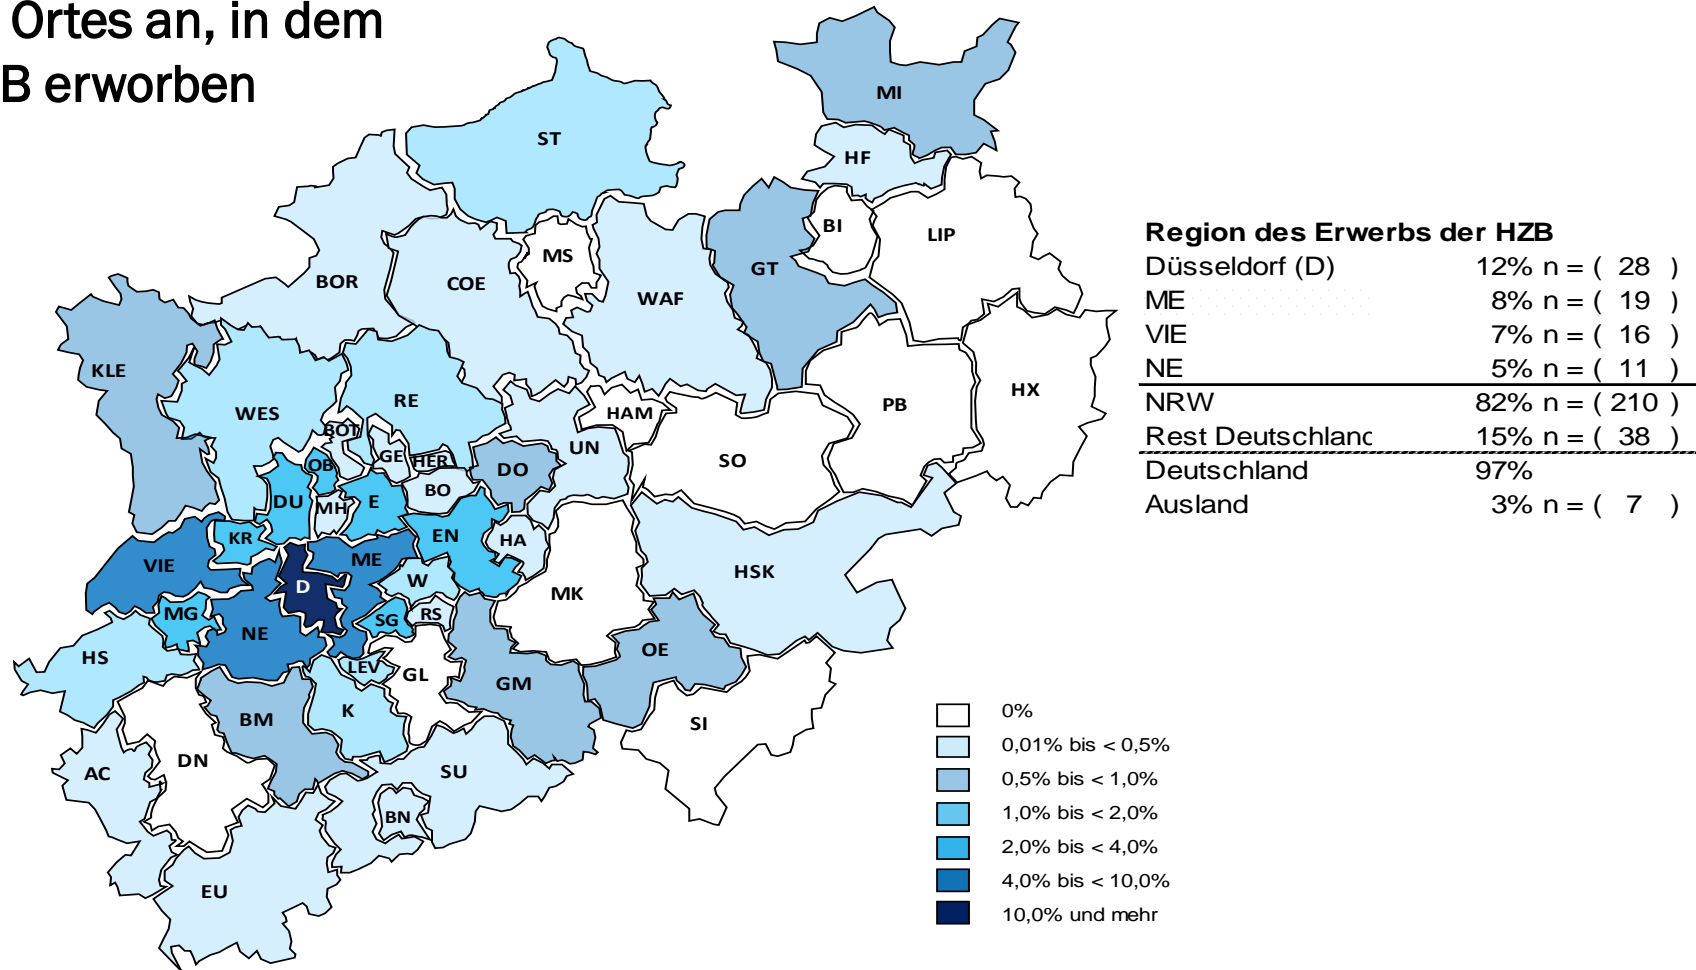 Ortes an, in dem
B erworben
MI
ST
HF
BI
LIP
MS
GT
BOR
COE
WAF
KLE
HX
RE
PB
WES
HAM
BOT
UN
GE
HER
SO
OB
DO
BO
DU
E
MH
EN
KR
HA
VIE
ME
HSK
D
W
MK
MG
RS
SG
NE
OE
HS
LEV
GL
GM
K
BM
SI
DN
AC
SU
BN
EU
Region des Erwerbs der HZB
Düsseldorf (D) 12% n = ( 28 )
ME 8% n = ( 19 )
VIE 7% n = ( 16 )
NE 5% n = ( 11 )
NRW 82% n = ( 210 )
Rest Deutschland 15% n = ( 38 )
Deutschland 97%
Ausland 3% n = ( 7 )
0%
0,01% bis < 0,5%
0,5% bis < 1,0%
1,0% bis < 2,0%
2,0% bis < 4,0%
4,0% bis < 10,0%
10,0% und mehr